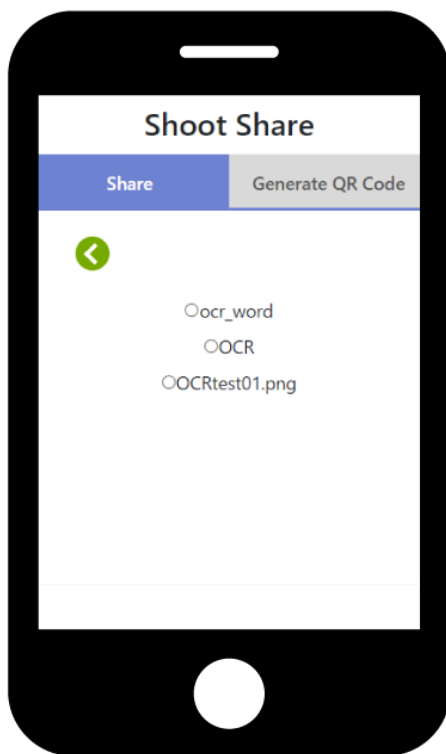 Shoot Share
Share Generate QR Code
ocr_word
OCR
OCRtest01.png